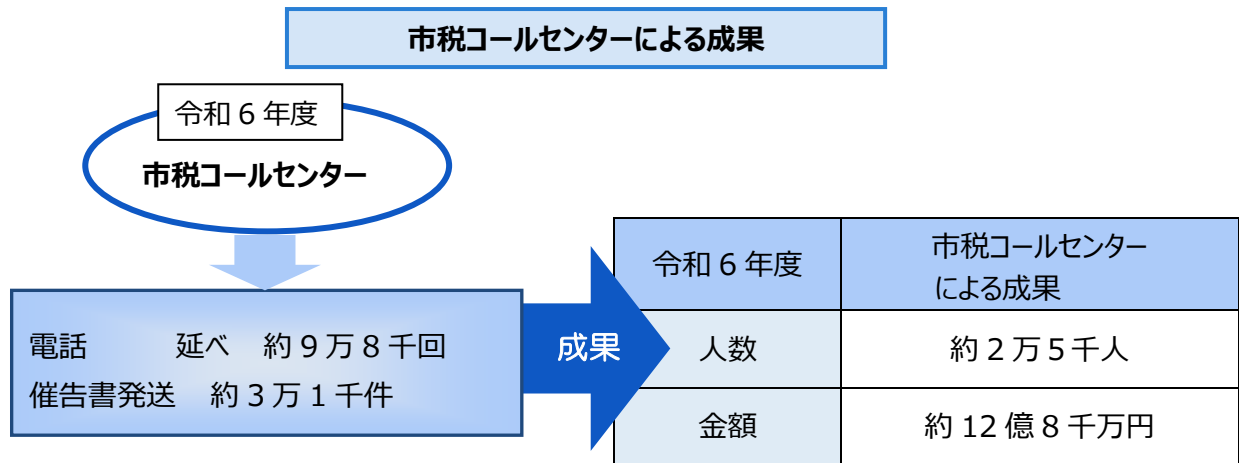 市税コールセンターによる成果
令和６年度
市税コールセンター
電話　　　延べ　約９万８千回
催告書発送　約３万１千件
成果
令和６年度
市税コールセンター
による成果
人数
約２万５千人
金額
約 12 億８千万円